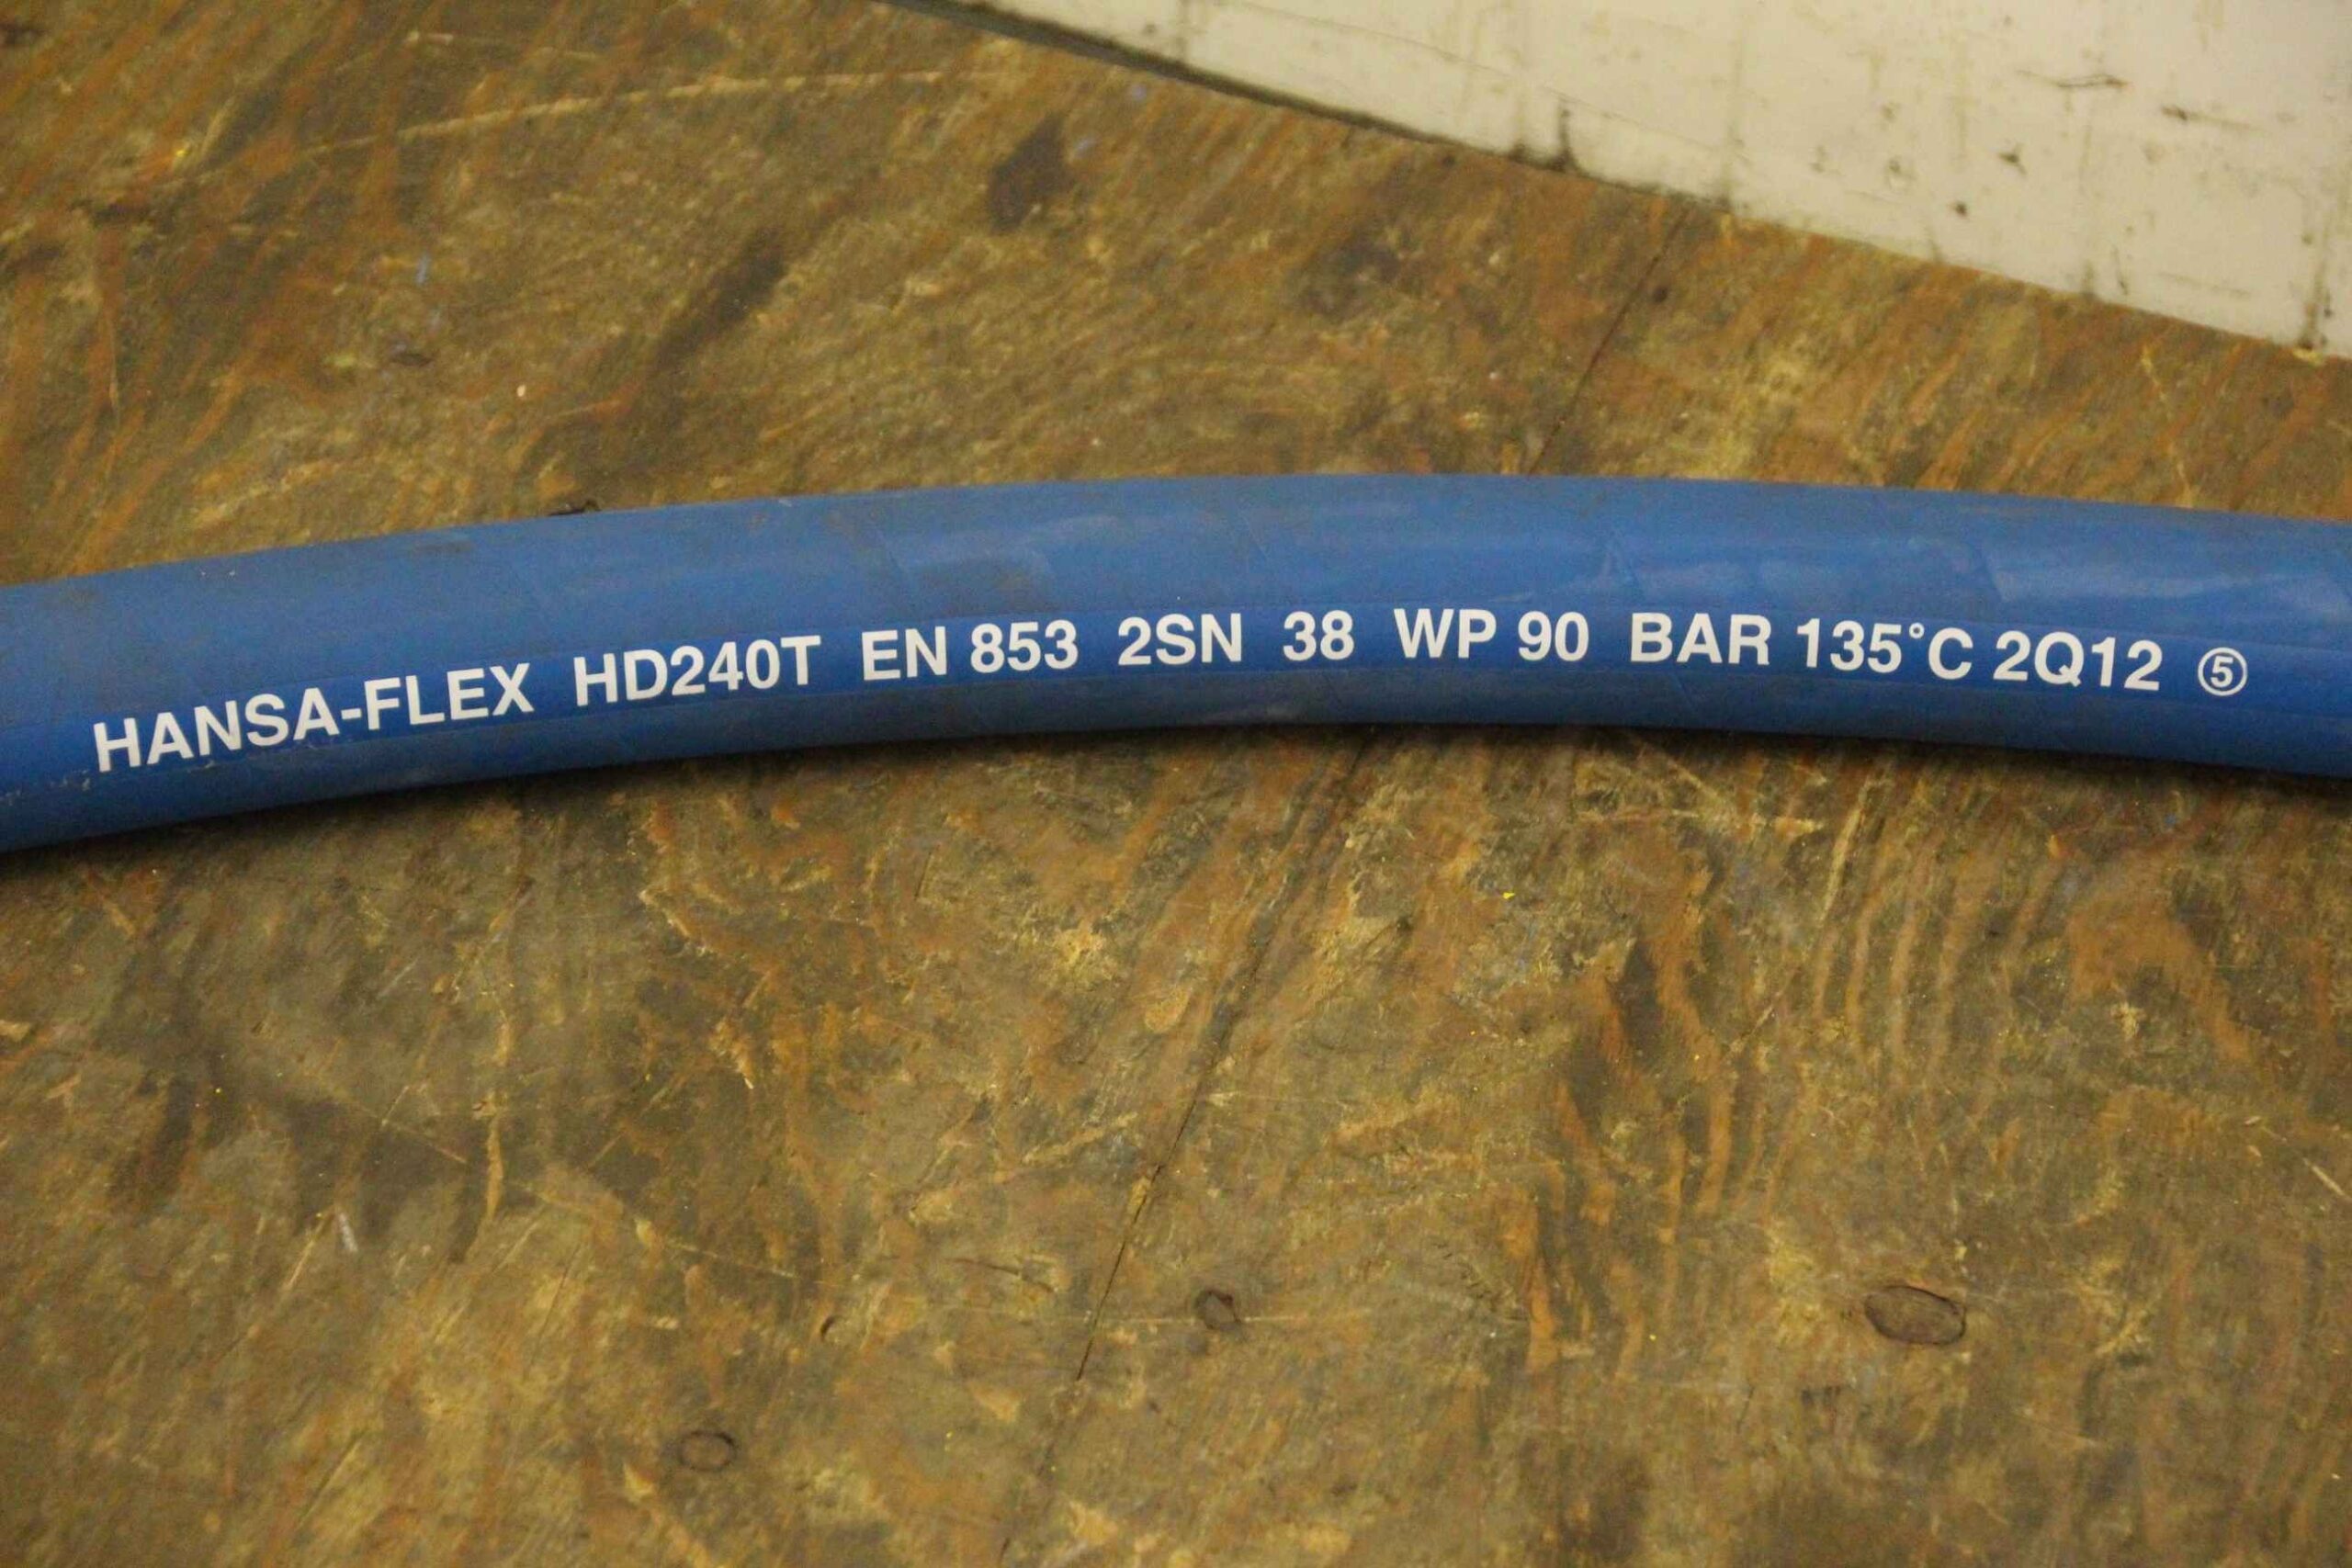 HANSA-FLEX HD240T EN 853 2SN 38 WP 90 BAR 135°C 2Q12 ⑤